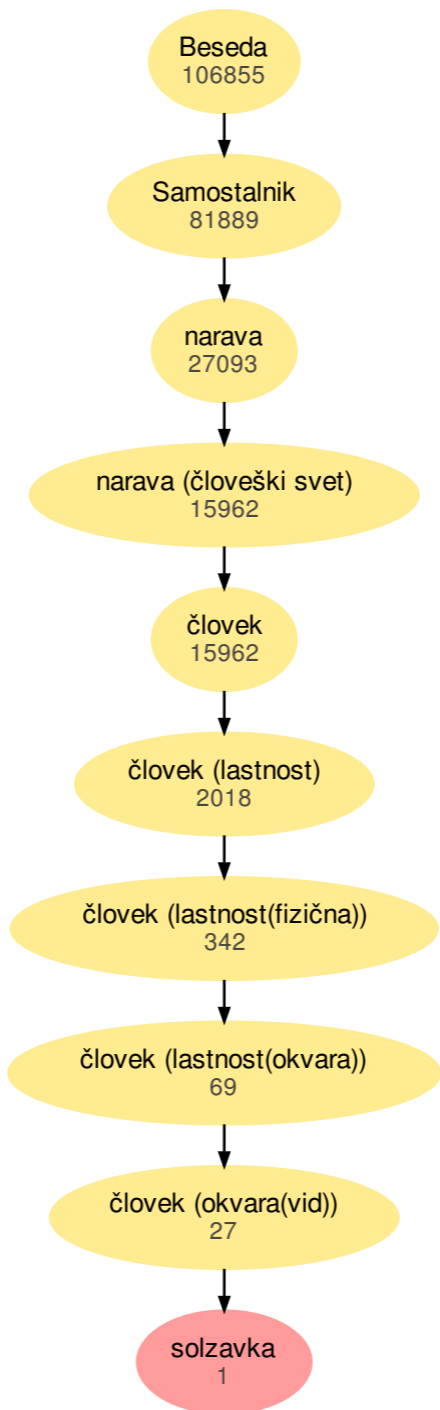 Beseda
106855
Samostalnik
81889
narava
27093
narava (človeški svet)
15962
človek
15962
človek (lastnost)
2018
človek (lastnost(fizična))
342
človek (lastnost(okvara))
69
človek (okvara(vid))
27
solzavka
1